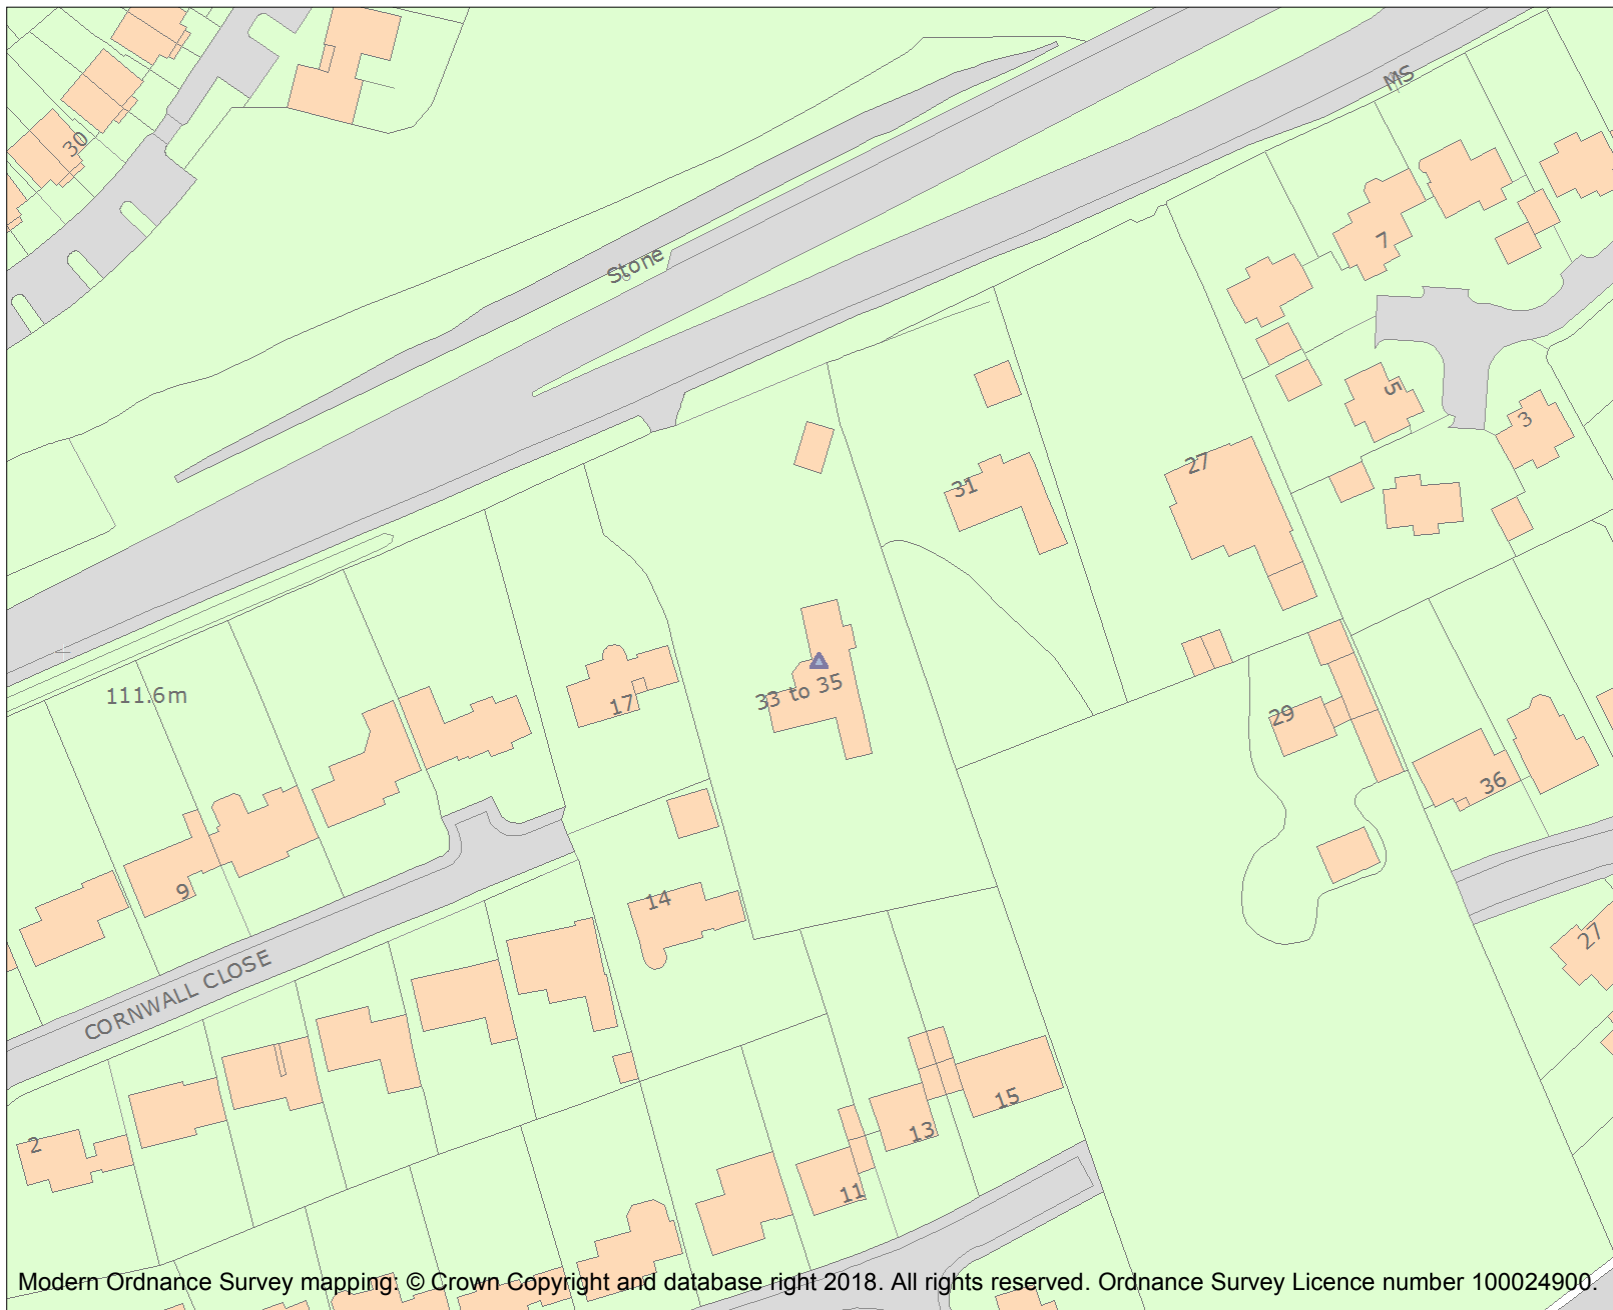 MS
30
7
Stone
5
3
27
31
17
33 to 35
111.6m
29
36
9
14
27
CORNWALL CLOSE
2
15
13
11
Modern Ordnance Survey mapping: © Crown Copyright and database right 2018. All rights reserved. Ordnance Survey Licence number 100024900.